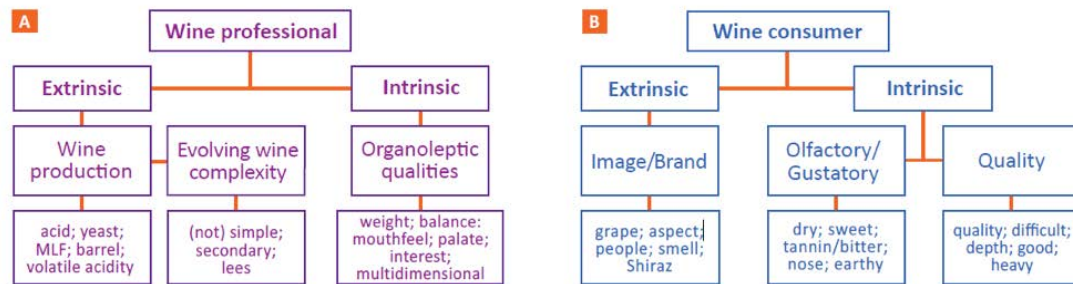 A
Wine professional
Extrinsic
Intrinsic
Wine
production
Evolving wine
complexity
Organoleptic
qualities
acid; yeast;
MLF; barrel;
volatile acidity
(not) simple;
secondary;
lees
weight; balance:
mouthfeel; palate;
interest;
multidimensional
B
Wine consumer
Extrinsic
Intrinsic
Image/Brand
Olfactory/
Gustatory
Quality
grape; aspect;
people; smell;
Shiraz
dry; sweet;
tannin/bitter;
nose; earthy
quality; difficult;
depth; good;
heavy